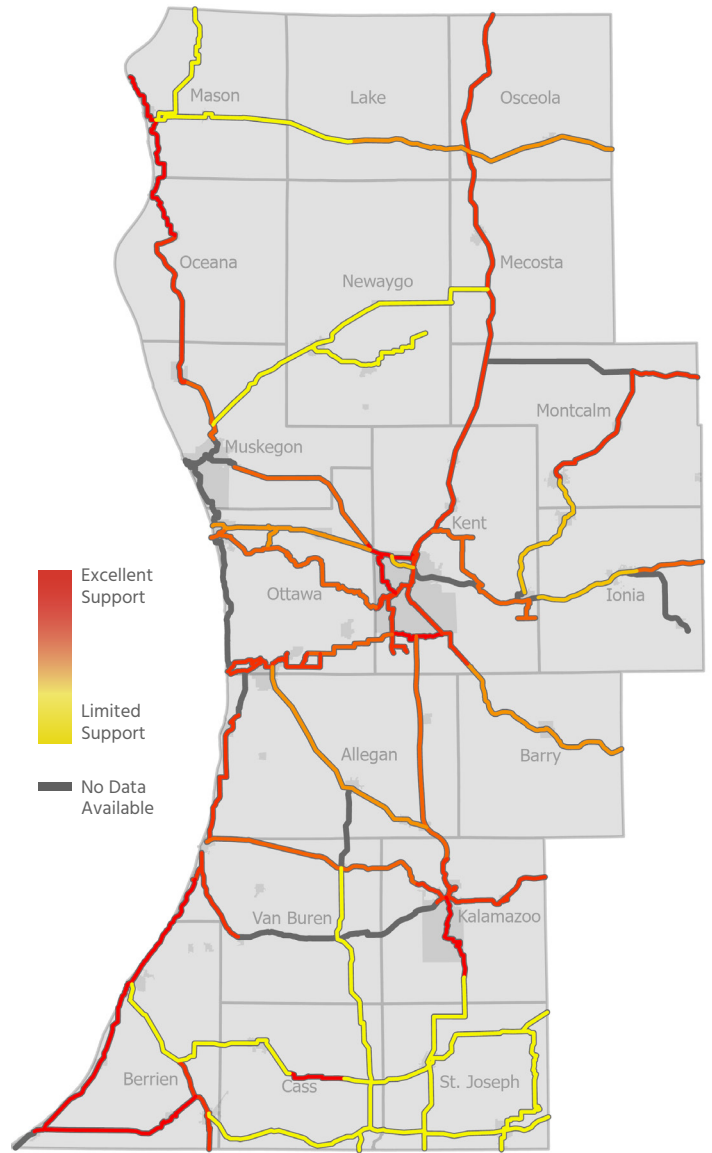 Mason
Lake
Osceola
Oceana
Newaygo
Mecosta
Montcalm
Muskegon
Kent
Ottawa
Ionia
Excellent
Support
Limited
Support
No Data
Available
Allegan
Barry
Van Buren
Kalamazoo
Berrien
Cass
St. Joseph